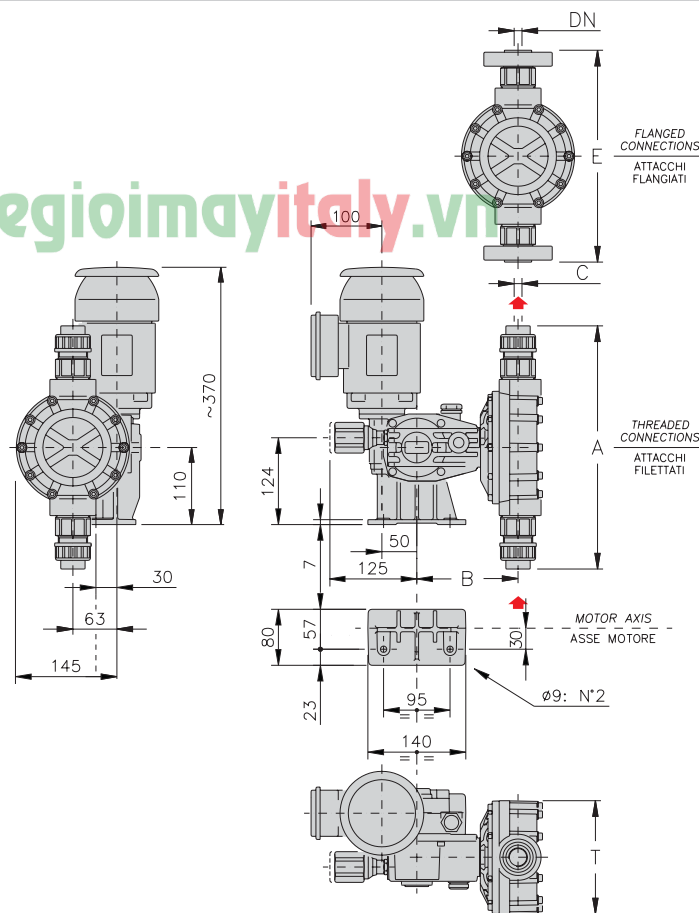 DN
FLANGED
CONNECTIONS
E
ATTACCHI
FLANGIATI
egioimayitaly.vn
100
C
~370
A
THREADED
CONNECTIONS
ATTACCHI
FILETTATI
110
124
30
50
7
125
B
63
80
57
MOTOR AXIS
ASSE MOTORE
30
145
23
95
= =
ø9: N°2
140
= =
T